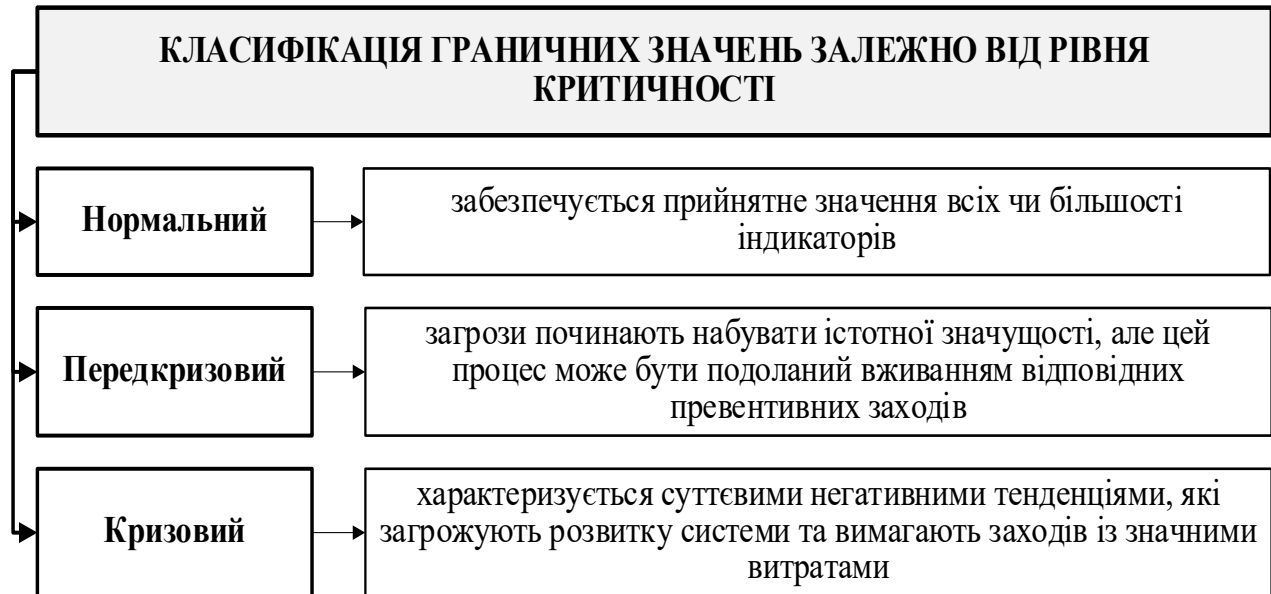 КЛАСИФІКАЦІЯ ГРАНИЧНИХ ЗНАЧЕНЬ ЗАЛЕЖНО ВІД РІВНЯ
КРИТИЧНОСТІ
Нормальний
забезпечується прийнятне значення всіх чи більшості
індикаторів
Передкризовий
загрози починають набувати істотної значущості, але цей
процес може бути подоланий вживанням відповідних
превентивних заходів
Кризовий
характеризується суттєвими негативними тенденціями, які
загрожують розвитку системи та вимагають заходів із значними
витратами